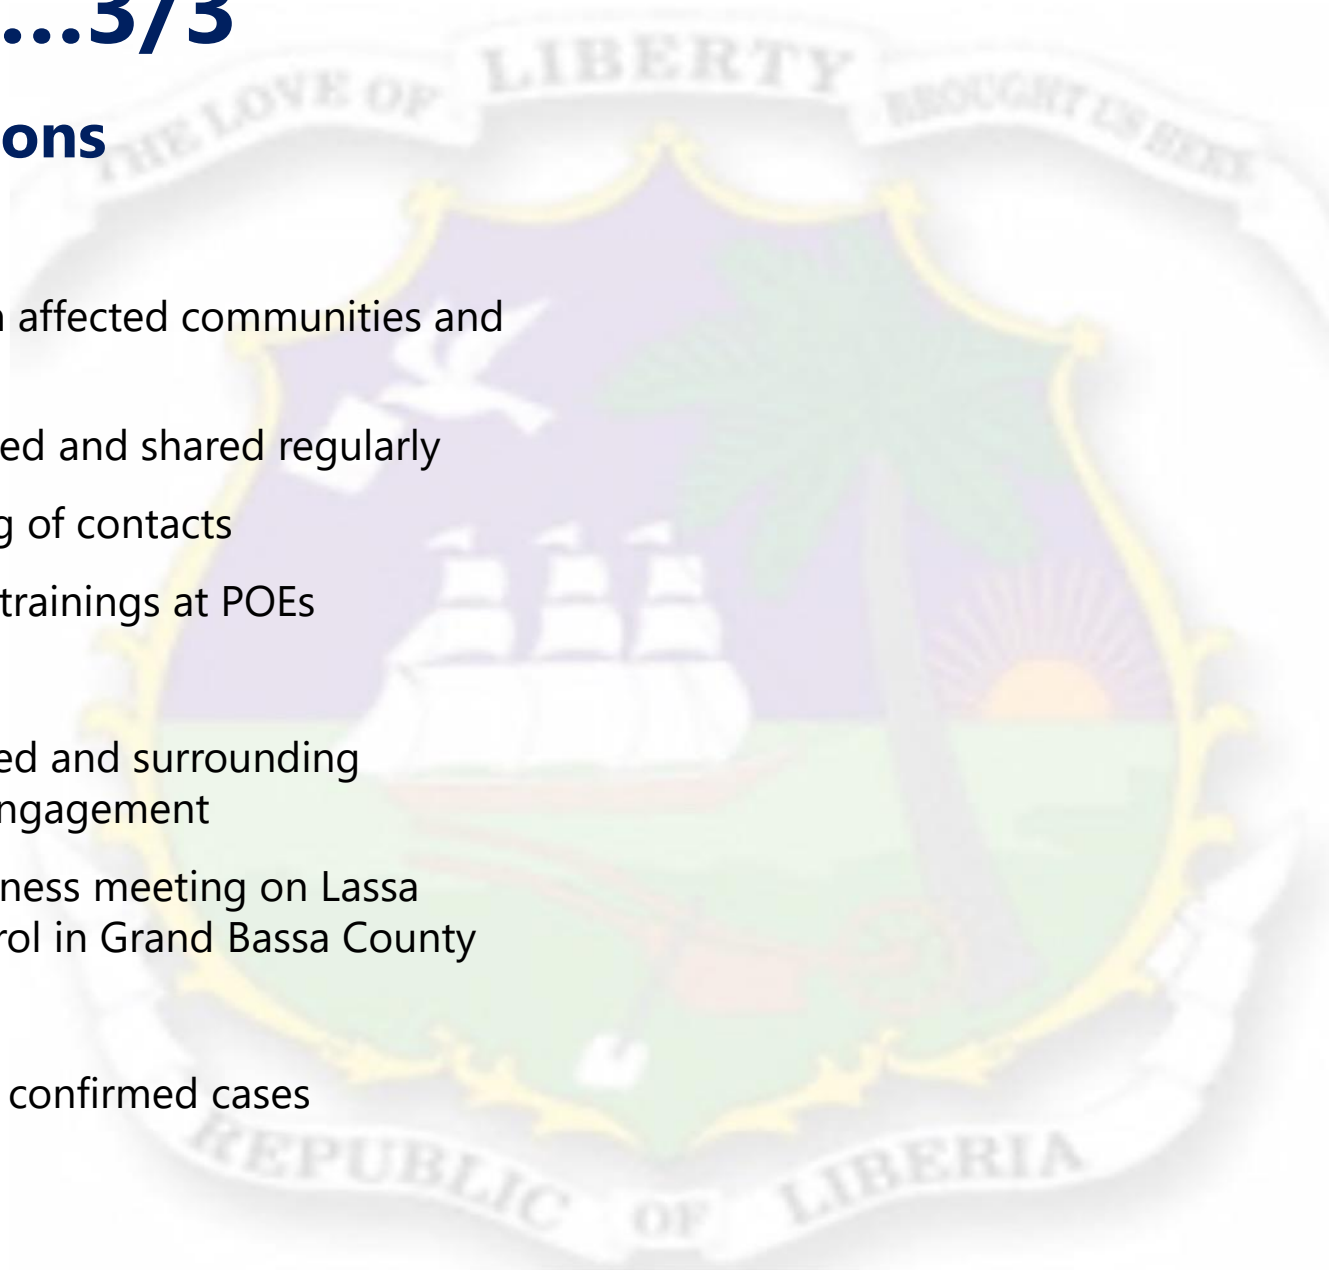 ...3/3
ons
LIBERTY
THE LOVE OF
BROUGHT US HERE
affected communities and
ed and shared regularly
g of contacts
trainings at POEs
ed and surrounding
ngagement
ness meeting on Lassa
rol in Grand Bassa County
confirmed cases
REPUBLIC OF LIBERIA